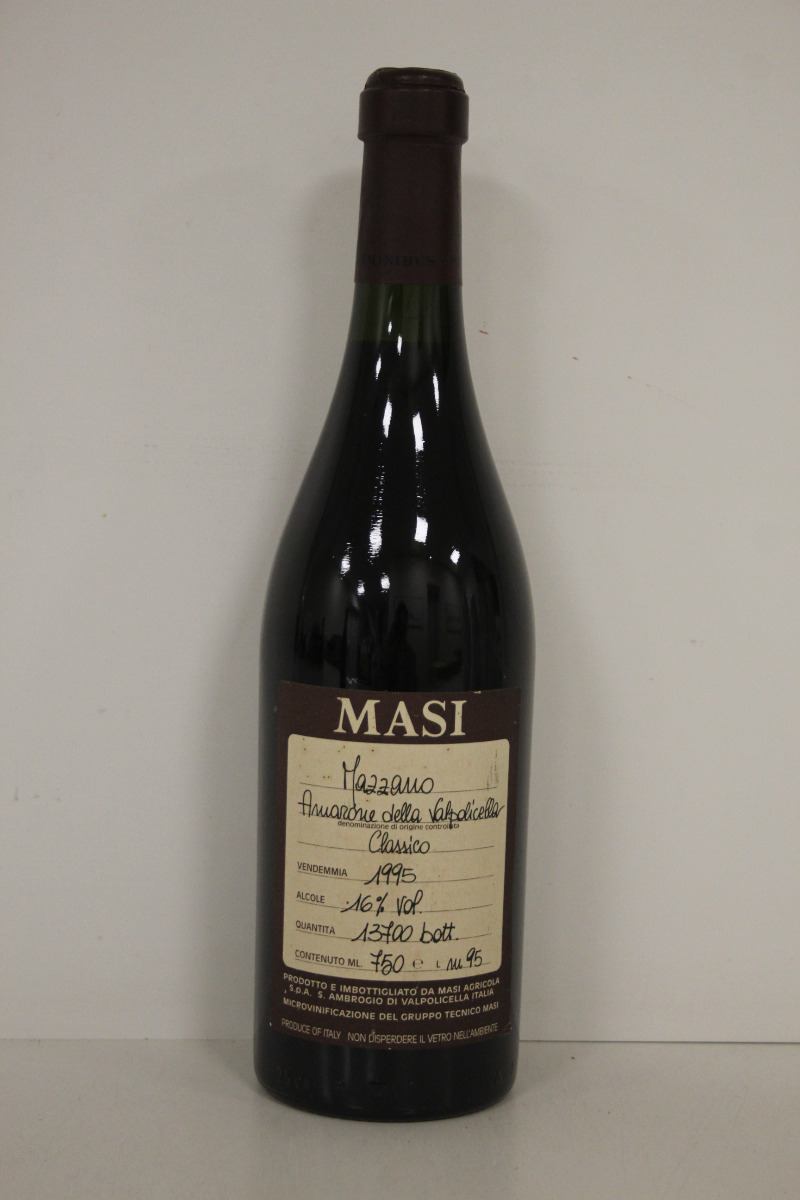 MASI
Mazzano
Amarone della Valpolicella
denominazione di origine controllata
Classico
VENDEMMIA 1995
ALCOLE 16% vol.
QUANTITA 13700 bott.
CONTENUTO ML. 750 e L m 95
PRODOTTO E IMBOTTIGLIATO DA MASI AGRICOLA
S.p.A. S. AMBROGIO DI VALPOLICELLA ITALIA
MICROVINIFICAZIONE DEL GRUPPO TECNICO MASI
PRODUCE OF ITALY NON DISPERDERE IL VETRO NELL'AMBIENTE